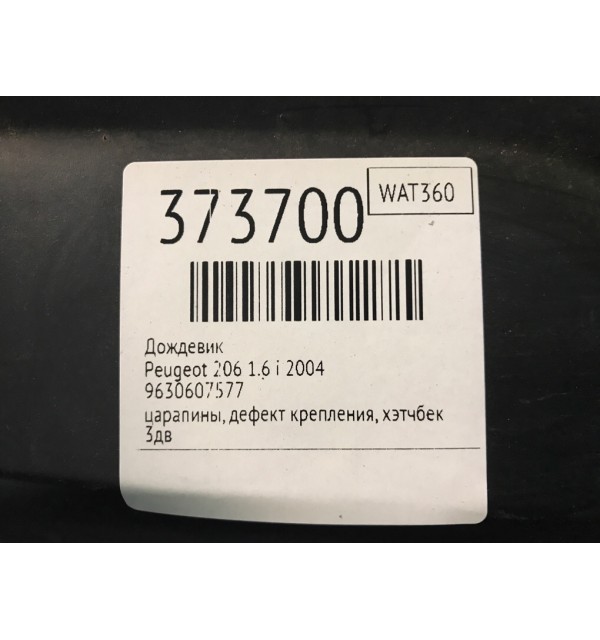 373700
WAT360
Дождевик
Peugeot 206 1.6 i 2004
9630607577
царапины, дефект крепления, хэтчбек
3дв